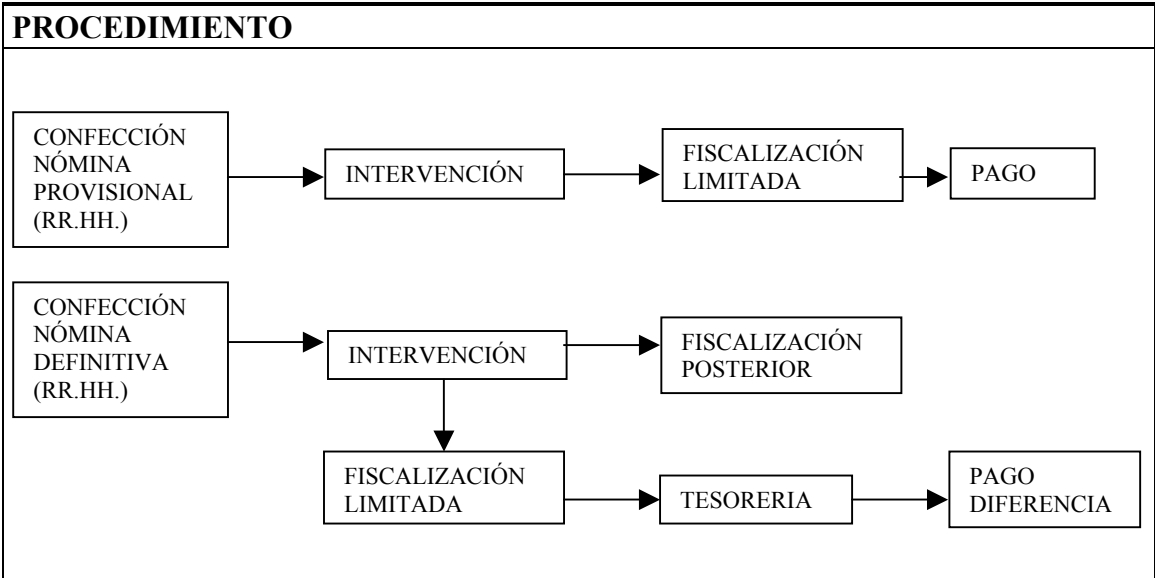 PROCEDIMIENTO
CONFECCIÓN
NÓMINA
PROVISIONAL
(RR.HH.)
INTERVENCIÓN
FISCALIZACIÓN
LIMITADA
PAGO
CONFECCIÓN
NÓMINA
DEFINITIVA
(RR.HH.)
INTERVENCIÓN
FISCALIZACIÓN
POSTERIOR
FISCALIZACIÓN
LIMITADA
TESORERIA
PAGO
DIFERENCIA